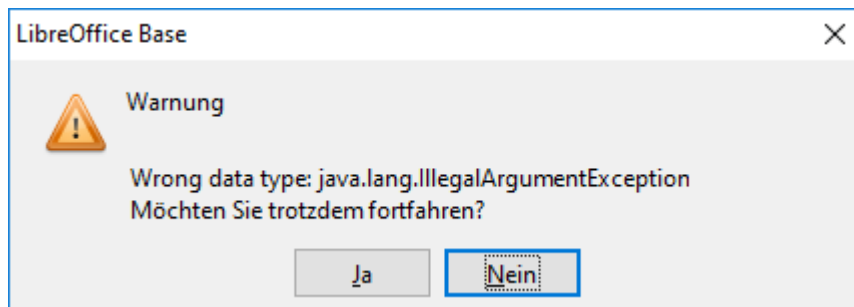 LibreOffice Base
Warnung
Wrong data type: java.lang.IllegalArgumentException
Möchten Sie trotzdem fortfahren?
Ja
Nein